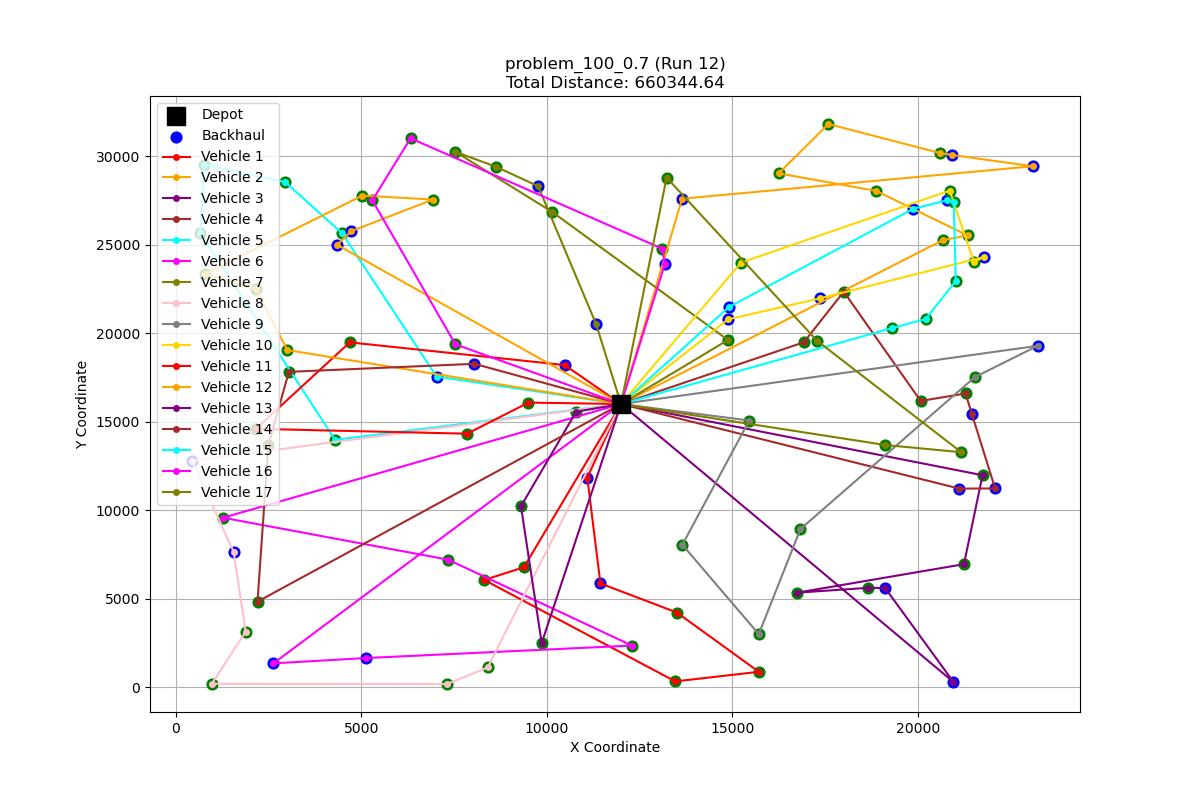 problem_100_0.7 (Run 12)
Total Distance: 660344.64
Depot
Backhaul
Vehicle 1
Vehicle 2
Vehicle 3
Vehicle 4
Vehicle 5
Vehicle 6
Vehicle 7
Vehicle 8
Vehicle 9
Vehicle 10
Vehicle 11
Vehicle 12
Vehicle 13
Vehicle 14
Vehicle 15
Vehicle 16
Vehicle 17
30000
25000
20000
15000
10000
5000
0
Y Coordinate
0 5000 10000 15000 20000
X Coordinate